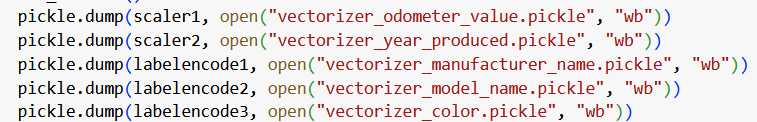 pickle.dump(scaler1, open("vectorizer_odometer_value.pickle", "wb"))
pickle.dump(scaler2, open("vectorizer_year_produced.pickle", "wb"))
pickle.dump(labelencode1, open("vectorizer_manufacturer_name.pickle", "wb"))
pickle.dump(labelencode2, open("vectorizer_model_name.pickle", "wb"))
pickle.dump(labelencode3, open("vectorizer_color.pickle", "wb"))